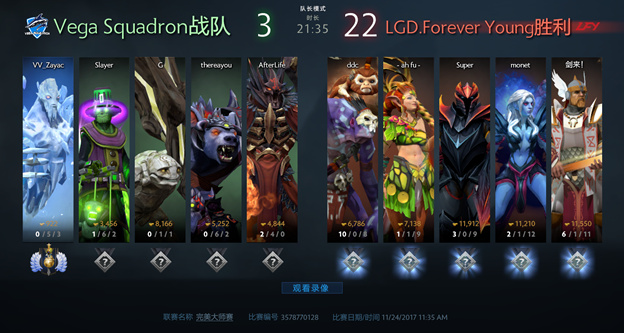 Vega Squadron战队
3
队长模式
时长
21:35
22
LGD.Forever Young胜利
LFY
VV_Zayac
Slayer
G
thereayou
AfterLife
ddc
- ah fu -
Super
monet
剑来！
3,456
8,166
5,252
4,844
6,786
7,138
11,912
11,210
11,350
0 / 5 / 3
1 / 6 / 2
0 / 1 / 1
0 / 6 / 2
2 / 4 / 0
10 / 0 / 8
1 / 1 / 9
3 / 0 / 9
2 / 1 / 2
6 / 1 / 11
观看录像
联赛名称 完美大师赛
比赛编号 3578770128
比赛日期/时间 11/24/2017 11:35 AM